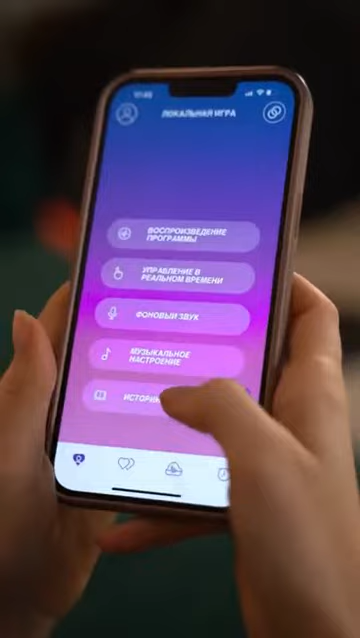 ЛОКАЛЬНАЯ ИГРА
ВОСПРОИЗВЕДЕНИЕ
ПРОГРАММЫ
УПРАВЛЕНИЕ В
РЕАЛЬНОМ ВРЕМЕНИ
ФОНОВЫЙ ЗВУК
МУЗЫКАЛЬНОЕ
НАСТРОЕНИЕ